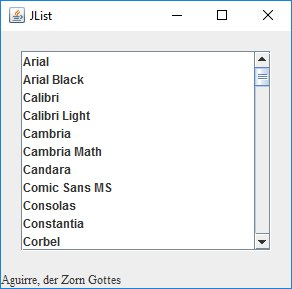 JList
Arial
Arial Black
Calibri
Calibri Light
Cambria
Cambria Math
Candara
Comic Sans MS
Consolas
Constantia
Corbel
Aguirre, der Zorn Gottes